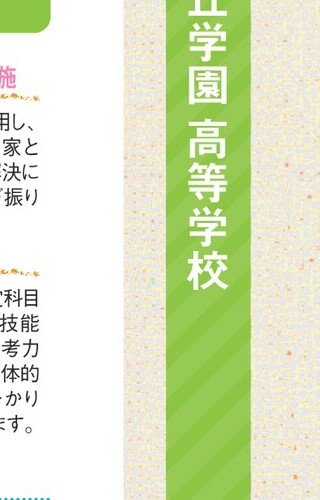 施
用し、
家と
決に
振り
定科目
技能
考力
体的
かり
ます。
学園 高等学校